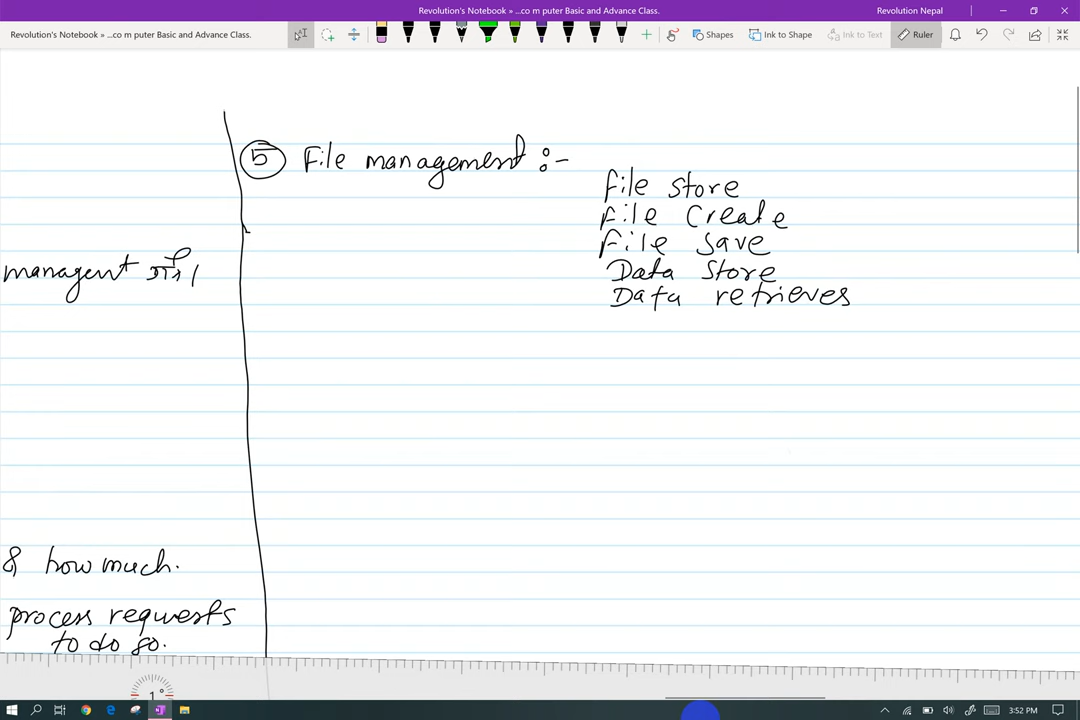 Revolution's Notebook » ...co m puter Basic and Advance Class.
Revolution Nepal
Revolution's Notebook » ...co m puter Basic and Advance Class.
Shapes
Ink to Shape
Ink to Text
Ruler
5 File management :-
File store
File Create
File Save
Data Store
Data retrieves
managent गर्ने।
& how much.
process requests
to do so.
1°
3:52 PM